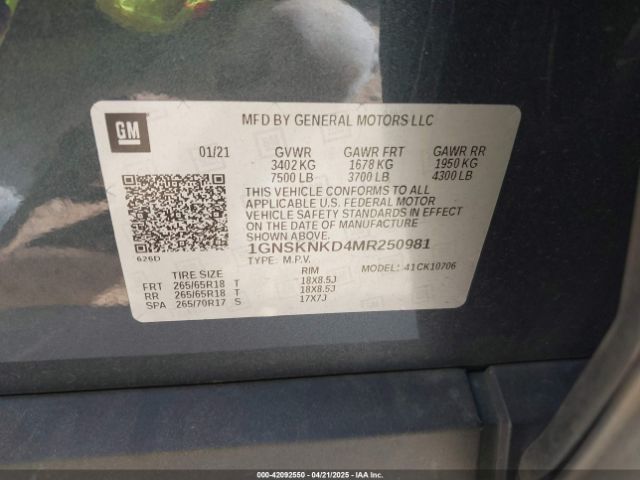 GM
MFD BY GENERAL MOTORS LLC
01/21 GVWR GAWR FRT GAWR RR
3402 KG 1678 KG 1950 KG
7500 LB 3700 LB 4300 LB
THIS VEHICLE CONFORMS TO ALL
APPLICABLE U.S. FEDERAL MOTOR
VEHICLE SAFETY STANDARDS IN EFFECT
ON THE DATE OF MANUFACTURE
SHOWN ABOVE.
1GNSKNKD4MR250981
626D
TYPE: M.P.V. MODEL: 41CK10706
TIRE SIZE RIM
FRT 265/65R18 T 18X8.5J
RR 265/65R18 T 18X8.5J
SPA 265/70R17 S 17X7J
000-42092550 - 04/21/2025 - IAAI.COM